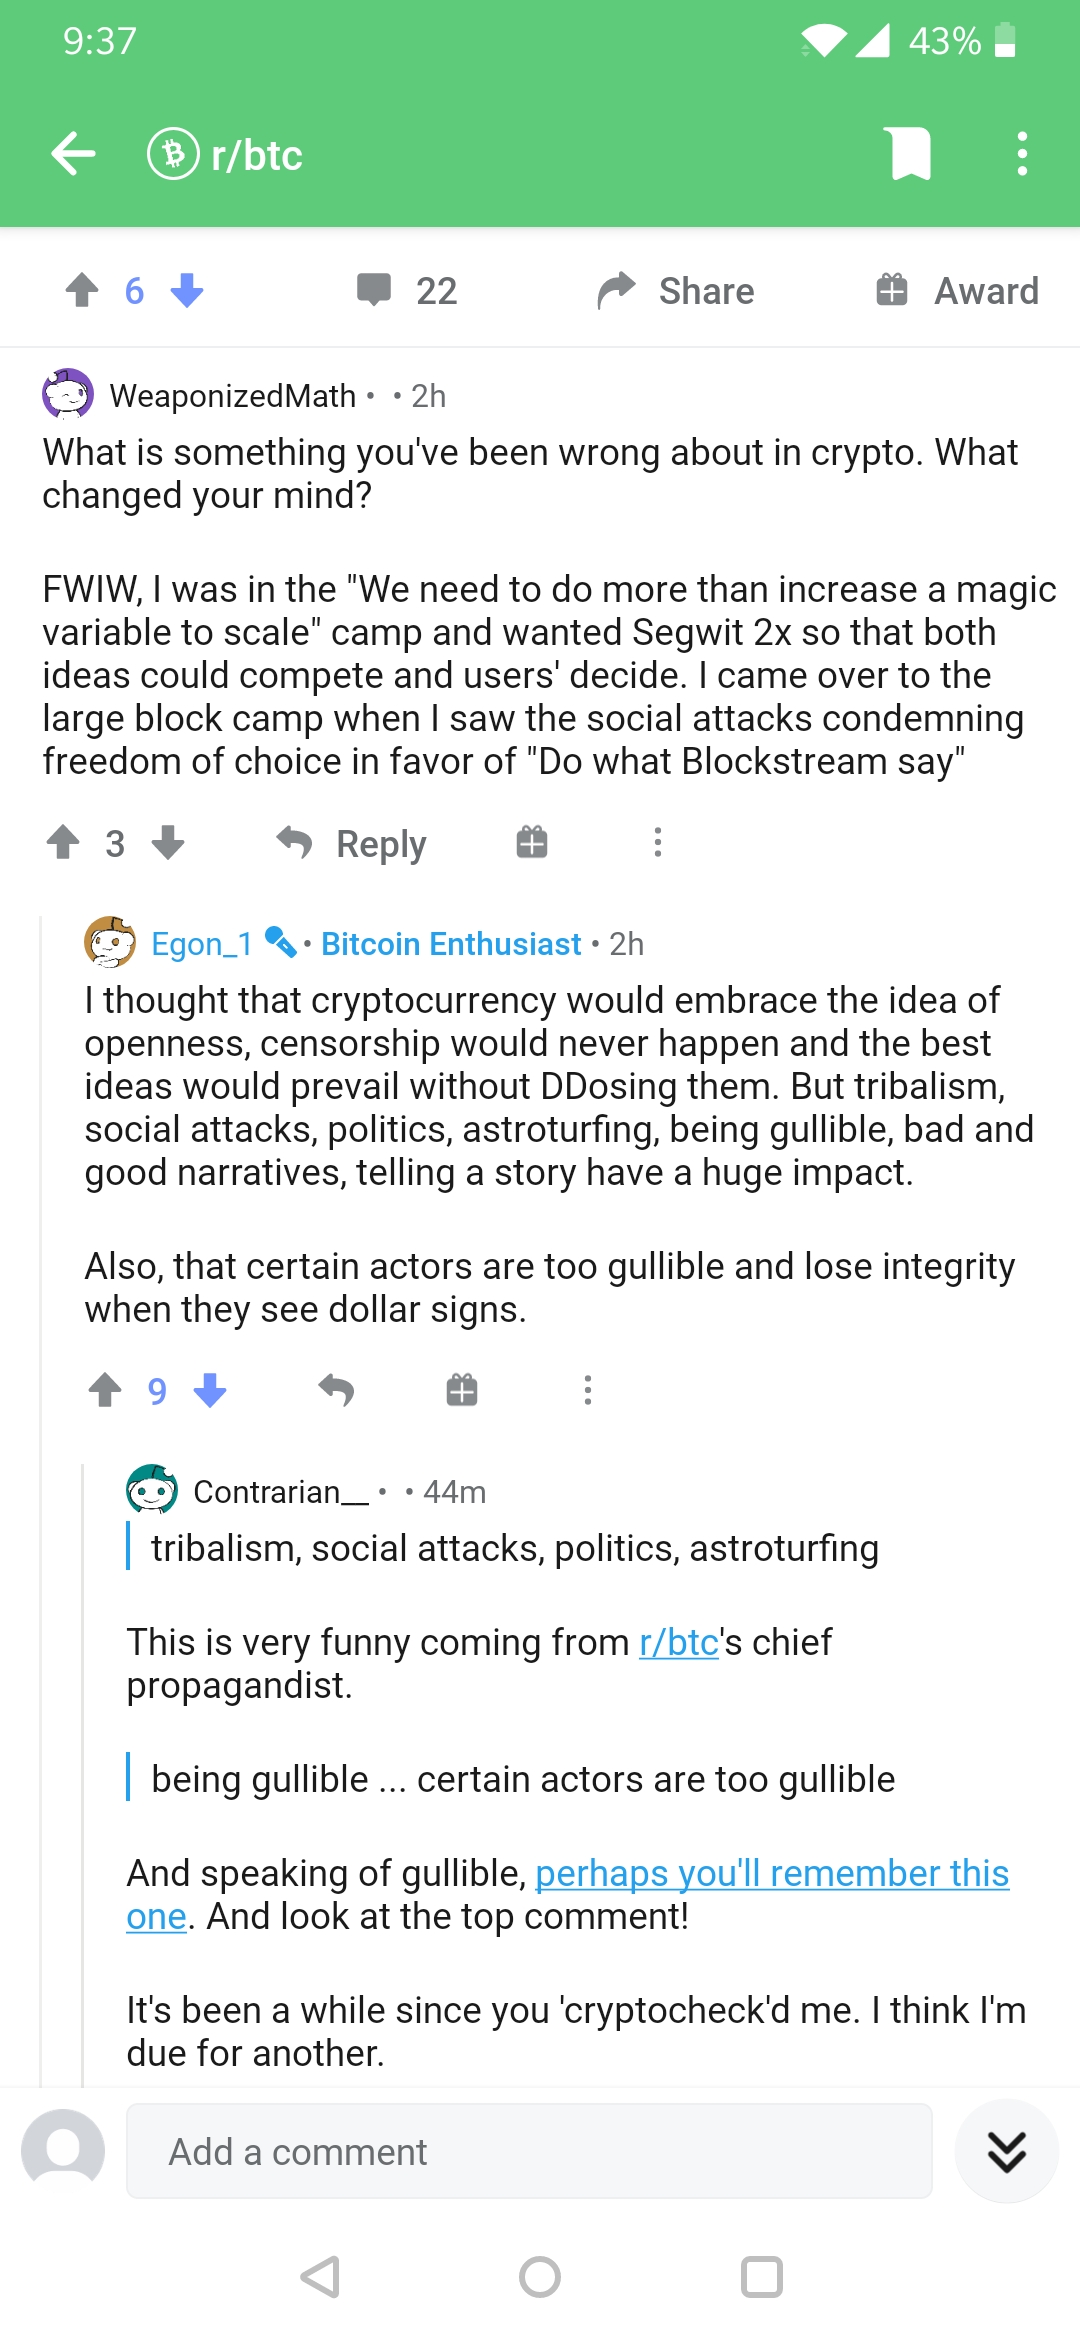 9:37
43%
r/btc
6
22
Share
Award
WeaponizedMath • • 2h
What is something you've been wrong about in crypto. What
changed your mind?
FWIW, I was in the "We need to do more than increase a magic
variable to scale" camp and wanted Segwit 2x so that both
ideas could compete and users' decide. I came over to the
large block camp when I saw the social attacks condemning
freedom of choice in favor of "Do what Blockstream say"
3
Reply
Egon_1 • Bitcoin Enthusiast • 2h
I thought that cryptocurrency would embrace the idea of
openness, censorship would never happen and the best
ideas would prevail without DDosing them. But tribalism,
social attacks, politics, astroturfing, being gullible, bad and
good narratives, telling a story have a huge impact.
Also, that certain actors are too gullible and lose integrity
when they see dollar signs.
9
Contrarian__ • • 44m
tribalism, social attacks, politics, astroturfing
This is very funny coming from r/btc's chief
propagandist.
being gullible ... certain actors are too gullible
And speaking of gullible, perhaps you'll remember this
one. And look at the top comment!
It's been a while since you 'cryptocheck'd me. I think I'm
due for another.
Add a comment